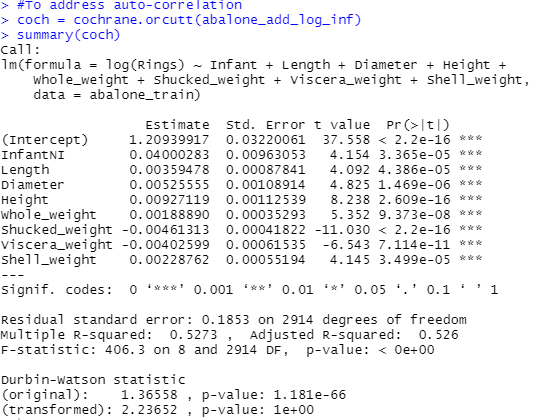 > #To address auto-correlation
> coch = cochrane.orcutt(abalone_add_log_inf)
> summary(coch)
Call:
lm(formula = log(Rings) ~ Infant + Length + Diameter + Height +
    whole_weight + Shucked_weight + Viscera_weight + Shell_weight,
    data = abalone_train)

                 Estimate  Std. Error t value  Pr(>|t|)
(Intercept)    1.20939917  0.03220061  37.558 < 2.2e-16 ***
InfantNI       0.04000283  0.00963053   4.154 3.365e-05 ***
Length         0.00359478  0.00087841   4.092 4.386e-05 ***
Diameter       0.00525555  0.00108914   4.825 1.469e-06 ***
Height         0.00927119  0.00112539   8.238 2.609e-16 ***
whole_weight   0.00188890  0.00035293   5.352 9.373e-08 ***
Shucked_weight -0.00461313  0.00041822 -11.030 < 2.2e-16 ***
Viscera_weight -0.00402599  0.00061535  -6.543 7.114e-11 ***
Shell_weight   0.00228762  0.00055194   4.145 3.499e-05 ***
---
Signif. codes:  0 ‘***’ 0.001 ‘**’ 0.01 ‘*’ 0.05 ‘.’ 0.1 ‘ ’ 1

Residual standard error: 0.1853 on 2914 degrees of freedom
Multiple R-squared:  0.5273 ,  Adjusted R-squared:  0.526
F-statistic: 406.3 on 8 and 2914 DF,  p-value: < 0e+00

Durbin-Watson statistic
(original):    1.36558 , p-value: 1.181e-66
(transformed): 2.23652 , p-value: 1e+00